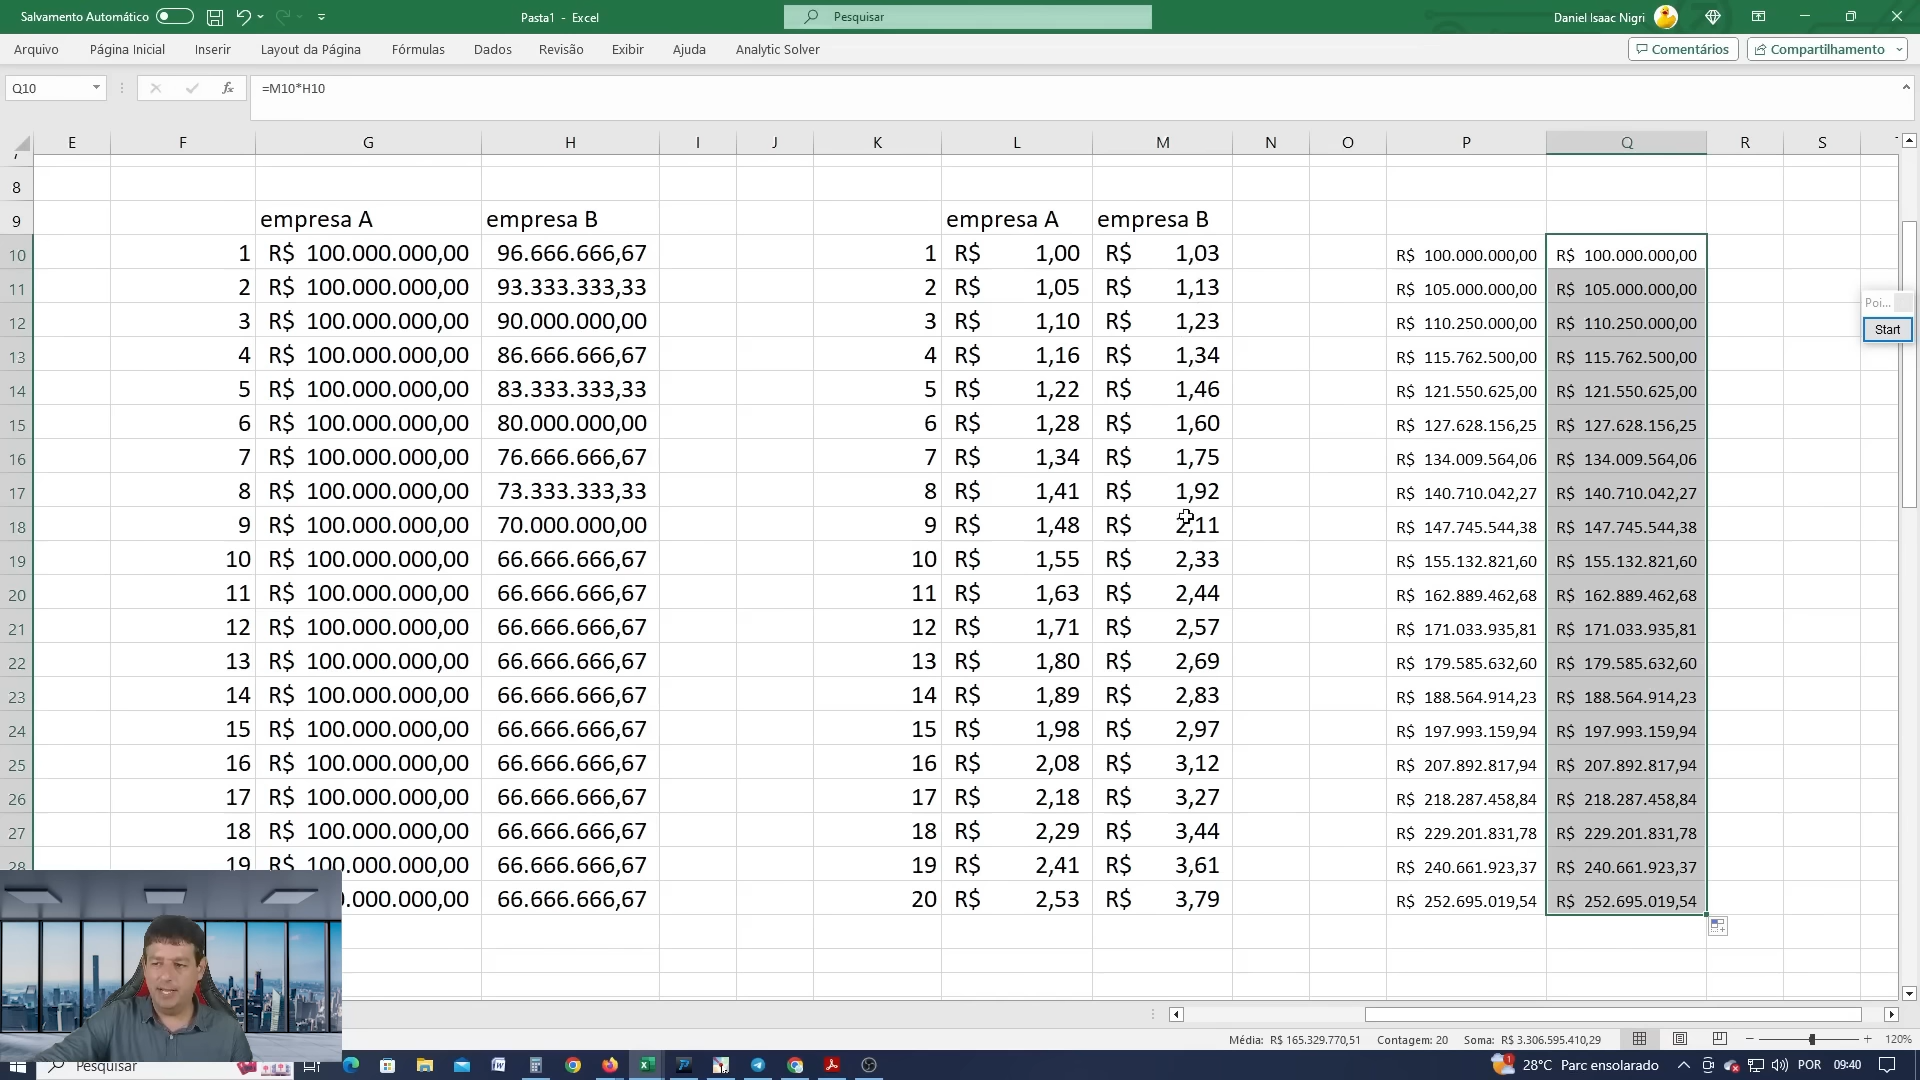 Salvamento Automático
Pasta1 - Excel
Pesquisar
Daniel Isaac Nigri
Arquivo Página Inicial Inserir Layout da Página Fórmulas Dados Revisão Exibir Ajuda Analytic Solver
Comentários
Compartilhamento
Q10
fx
=M10*H10
E F G H I J K L M N O P Q R S
8
9 empresa A empresa B empresa A empresa B
10 1 R$ 100.000.000,00 96.666.666,67 1 R$ 1,00 R$ 1,03 R$ 100.000.000,00 R$ 100.000.000,00
11 2 R$ 100.000.000,00 93.333.333,33 2 R$ 1,05 R$ 1,13 R$ 105.000.000,00 R$ 105.000.000,00
12 3 R$ 100.000.000,00 90.000.000,00 3 R$ 1,10 R$ 1,23 R$ 110.250.000,00 R$ 110.250.000,00
13 4 R$ 100.000.000,00 86.666.666,67 4 R$ 1,16 R$ 1,34 R$ 115.762.500,00 R$ 115.762.500,00
14 5 R$ 100.000.000,00 83.333.333,33 5 R$ 1,22 R$ 1,46 R$ 121.550.625,00 R$ 121.550.625,00
15 6 R$ 100.000.000,00 80.000.000,00 6 R$ 1,28 R$ 1,60 R$ 127.628.156,25 R$ 127.628.156,25
16 7 R$ 100.000.000,00 76.666.666,67 7 R$ 1,34 R$ 1,75 R$ 134.009.564,06 R$ 134.009.564,06
17 8 R$ 100.000.000,00 73.333.333,33 8 R$ 1,41 R$ 1,92 R$ 140.710.042,27 R$ 140.710.042,27
18 9 R$ 100.000.000,00 70.000.000,00 9 R$ 1,48 R$ 2,11 R$ 147.745.544,38 R$ 147.745.544,38
19 10 R$ 100.000.000,00 66.666.666,67 10 R$ 1,55 R$ 2,33 R$ 155.132.821,60 R$ 155.132.821,60
20 11 R$ 100.000.000,00 66.666.666,67 11 R$ 1,63 R$ 2,44 R$ 162.889.462,68 R$ 162.889.462,68
21 12 R$ 100.000.000,00 66.666.666,67 12 R$ 1,71 R$ 2,57 R$ 171.033.935,81 R$ 171.033.935,81
22 13 R$ 100.000.000,00 66.666.666,67 13 R$ 1,80 R$ 2,69 R$ 179.585.632,60 R$ 179.585.632,60
23 14 R$ 100.000.000,00 66.666.666,67 14 R$ 1,89 R$ 2,83 R$ 188.564.914,23 R$ 188.564.914,23
24 15 R$ 100.000.000,00 66.666.666,67 15 R$ 1,98 R$ 2,97 R$ 197.993.159,94 R$ 197.993.159,94
25 16 R$ 100.000.000,00 66.666.666,67 16 R$ 2,08 R$ 3,12 R$ 207.892.817,94 R$ 207.892.817,94
26 17 R$ 100.000.000,00 66.666.666,67 17 R$ 2,18 R$ 3,27 R$ 218.287.458,84 R$ 218.287.458,84
27 18 R$ 100.000.000,00 66.666.666,67 18 R$ 2,29 R$ 3,44 R$ 229.201.831,78 R$ 229.201.831,78
28 19 R$ 100.000.000,00 66.666.666,67 19 R$ 2,41 R$ 3,61 R$ 240.661.923,37 R$ 240.661.923,37
0.000.000,00 66.666.666,67 20 R$ 2,53 R$ 3,79 R$ 252.695.019,54 R$ 252.695.019,54
Poi...
Start
Média: R$ 165.329.770,51 Contagem: 20 Soma: R$ 3.306.595.410,29
120%
Pesquisar
28°C Parc ensolarado
POR
09:40